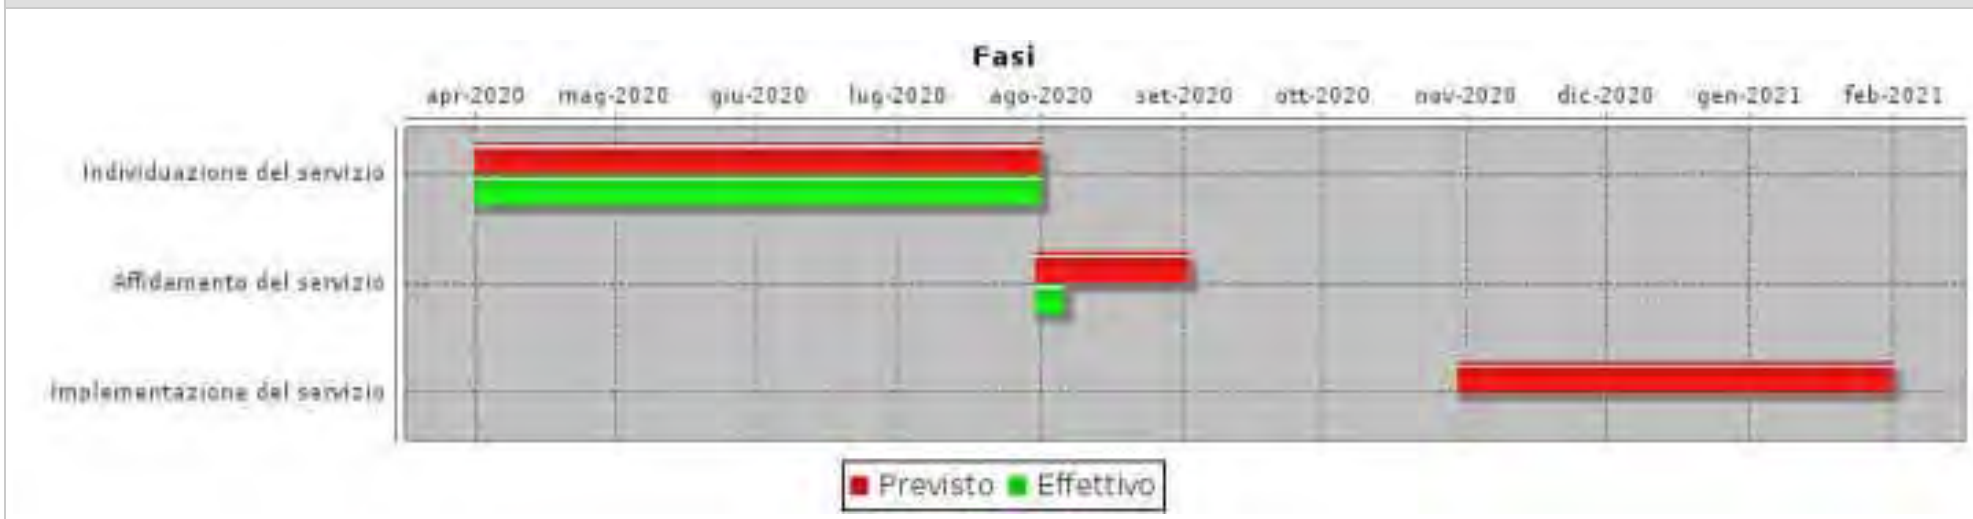 Fasi
apr-2020 mag-2020 giu-2020 lug-2020 ago-2020 set-2020 ott-2020 nov-2020 dic-2020 gen-2021 feb-2021
Individuazione del servizio
Affidamento del servizio
Implementazione del servizio
Previsto Effettivo